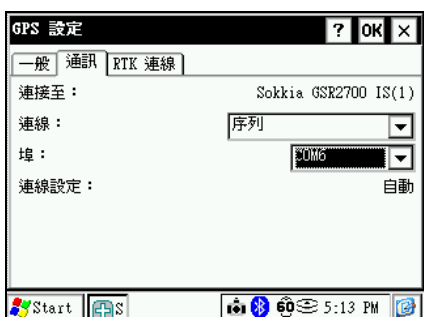 GPS 設定 ? OK ×
一般 通訊 RTK 連線
連接至： Sokkia GSR2700 IS(1)
連線： 序列
埠： COM6
連線設定： 自動
Start S 60 5:13 PM